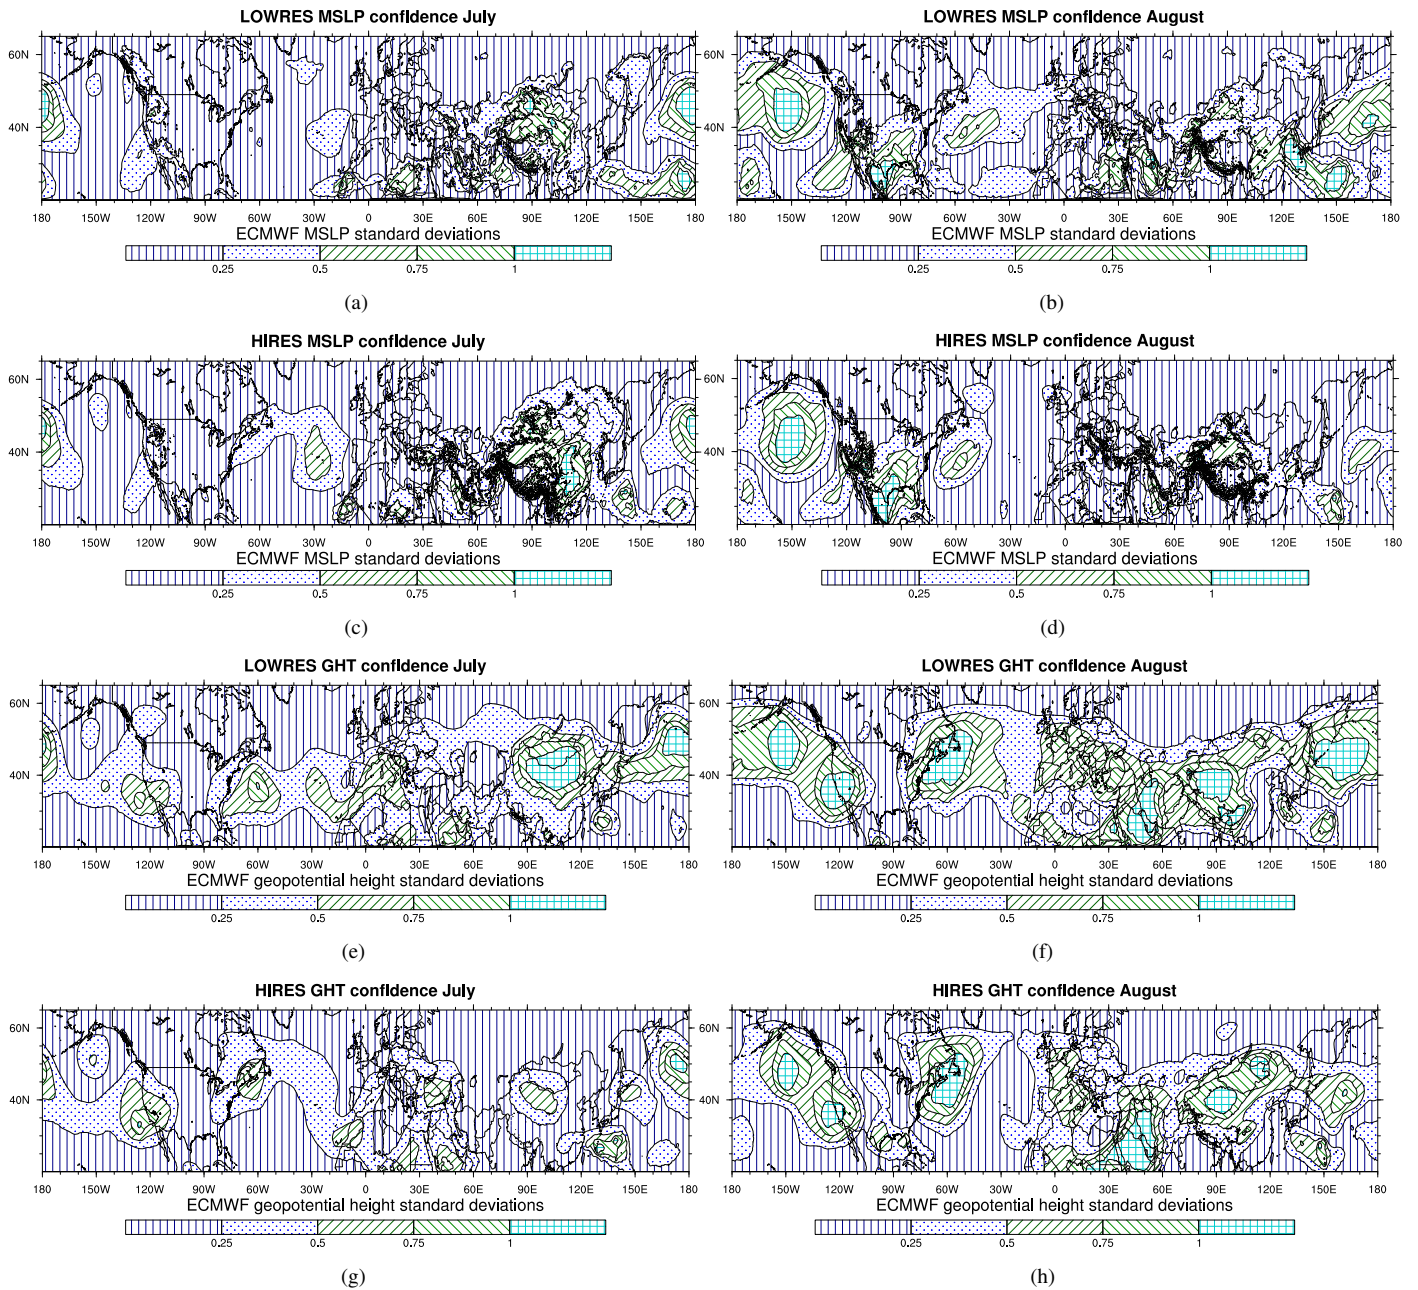 LOWRES MSLP confidence July
LOWRES MSLP confidence August
60N
40N
180 150W 120W 90W 60W 30W 0 30E 60E 90E 120E 150E 180
60N
40N
180 150W 120W 90W 60W 30W 0 30E 60E 90E 120E 150E 180
ECMWF MSLP standard deviations
ECMWF MSLP standard deviations
0.25 0.5 0.75 1
0.25 0.5 0.75 1
(a)
(b)
HIRES MSLP confidence July
HIRES MSLP confidence August
60N
40N
180 150W 120W 90W 60W 30W 0 30E 60E 90E 120E 150E 180
60N
40N
180 150W 120W 90W 60W 30W 0 30E 60E 90E 120E 150E 180
ECMWF MSLP standard deviations
ECMWF MSLP standard deviations
0.25 0.5 0.75 1
0.25 0.5 0.75 1
(c)
(d)
LOWRES GHT confidence July
LOWRES GHT confidence August
60N
40N
180 150W 120W 90W 60W 30W 0 30E 60E 90E 120E 150E 180
60N
40N
180 150W 120W 90W 60W 30W 0 30E 60E 90E 120E 150E 180
ECMWF geopotential height standard deviations
ECMWF geopotential height standard deviations
0.25 0.5 0.75 1
0.25 0.5 0.75 1
(e)
(f)
HIRES GHT confidence July
HIRES GHT confidence August
60N
40N
180 150W 120W 90W 60W 30W 0 30E 60E 90E 120E 150E 180
60N
40N
180 150W 120W 90W 60W 30W 0 30E 60E 90E 120E 150E 180
ECMWF geopotential height standard deviations
ECMWF geopotential height standard deviations
0.25 0.5 0.75 1
0.25 0.5 0.75 1
(g)
(h)